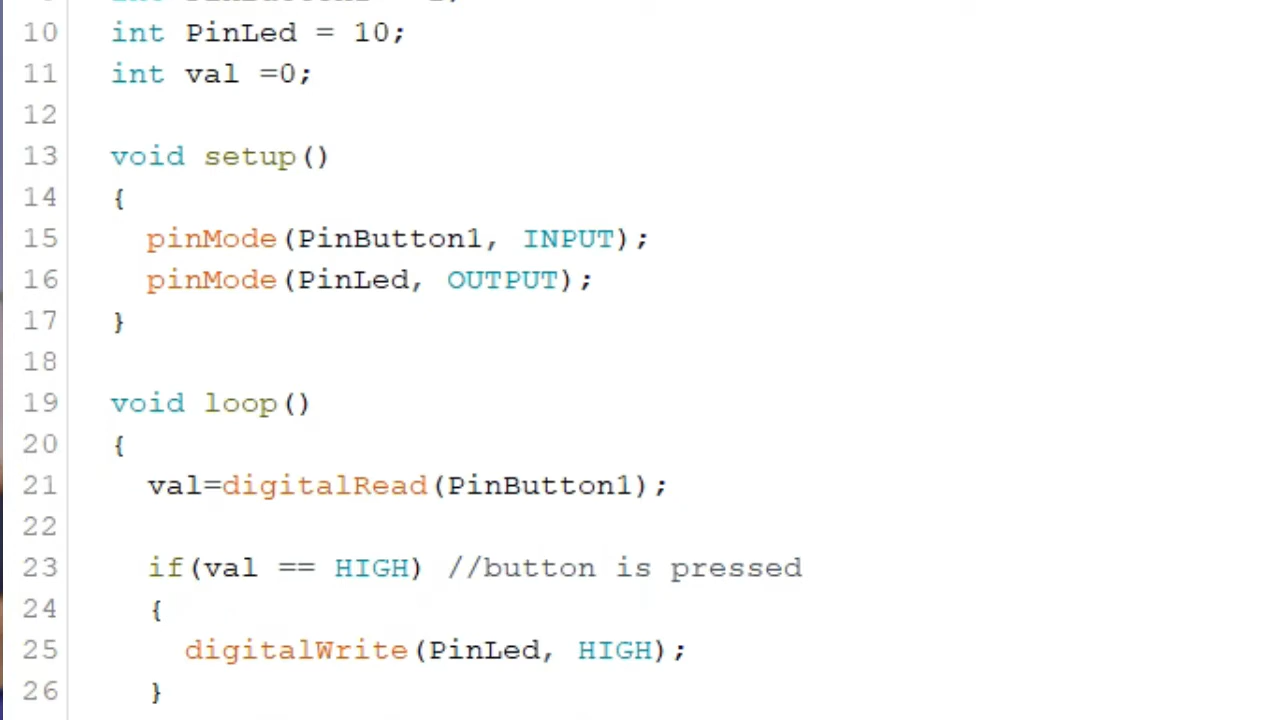 10 int PinLed = 10;
11 int val =0;
12
13 void setup()
14 {
15 pinMode(PinButton1, INPUT);
16 pinMode(PinLed, OUTPUT);
17 }
18
19 void loop()
20 {
21 val=digitalRead(PinButton1);
22
23 if(val == HIGH) //button is pressed
24 {
25 digitalWrite(PinLed, HIGH);
26 }